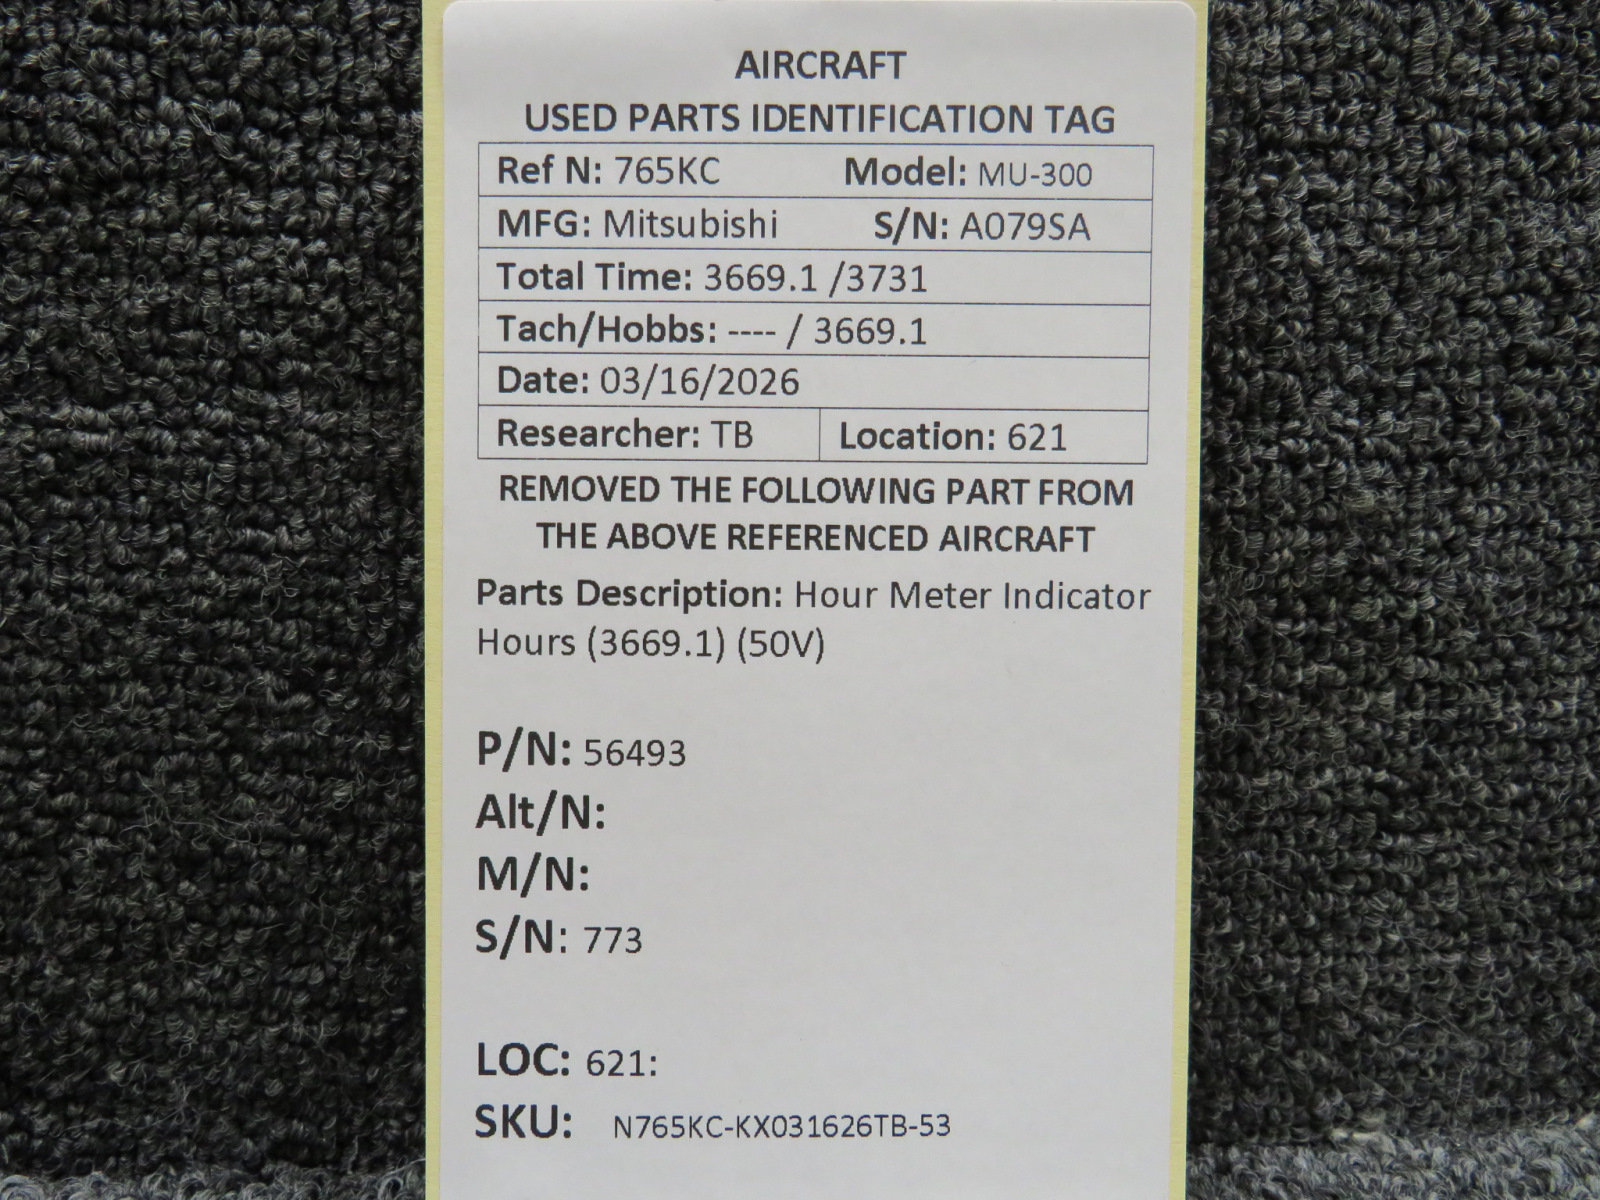 AIRCRAFT
USED PARTS IDENTIFICATION TAG
Ref N: 765KC Model: MU-300
MFG: Mitsubishi S/N: A079SA
Total Time: 3669.1 /3731
Tach/Hobbs: ---- / 3669.1
Date: 03/16/2026
Researcher: TB Location: 621
REMOVED THE FOLLOWING PART FROM
THE ABOVE REFERENCED AIRCRAFT
Parts Description: Hour Meter Indicator
Hours (3669.1) (50V)
P/N: 56493
Alt/N:
M/N:
S/N: 773
LOC: 621:
SKU: N765KC-KX031626TB-53